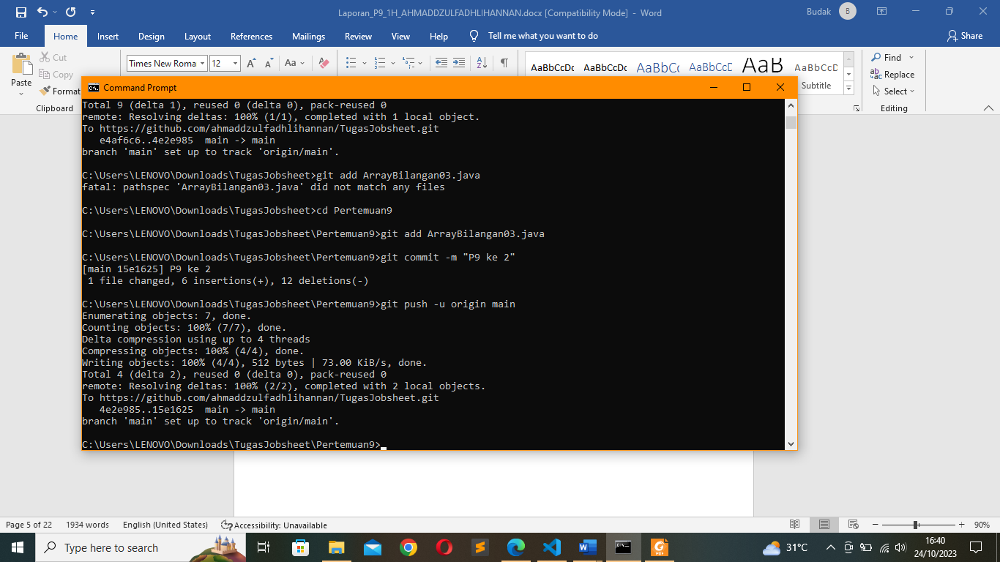 Laporan_P9_1H_AHMADDZULFADHLIHANNAN.docx [Compatibility Mode] - Word
Budak
B
File Home Insert Design Layout References Mailings Review View Help Tell me what you want to do Share
Paste
Cut
Copy
Format
Clipboard
Times New Roma 12
Aa
AaBbCcDc AaBbCcDc AaBbCc AaBbCcD AaB AaBbCcD
Subtitle
Find
Replace
Select
Editing
Command Prompt
Total 9 (delta 1), reused 0 (delta 0), pack-reused 0
remote: Resolving deltas: 100% (1/1), completed with 1 local object.
To https://github.com/ahmaddzulfadhlihannan/TugasJobsheet.git
   e4af6c6..4e2e985  main -> main
branch 'main' set up to track 'origin/main'.
C:\Users\LENOVO\Downloads\TugasJobsheet>git add ArrayBilangan03.java
fatal: pathspec 'ArrayBilangan03.java' did not match any files
C:\Users\LENOVO\Downloads\TugasJobsheet>cd Pertemuan9
C:\Users\LENOVO\Downloads\TugasJobsheet\Pertemuan9>git add ArrayBilangan03.java
C:\Users\LENOVO\Downloads\TugasJobsheet\Pertemuan9>git commit -m "P9 ke 2"
[main 15e1625] P9 ke 2
 1 file changed, 6 insertions(+), 12 deletions(-)
C:\Users\LENOVO\Downloads\TugasJobsheet\Pertemuan9>git push -u origin main
Enumerating objects: 7, done.
Counting objects: 100% (7/7), done.
Delta compression using up to 4 threads
Compressing objects: 100% (4/4), done.
Writing objects: 100% (4/4), 512 bytes | 73.00 KiB/s, done.
Total 4 (delta 2), reused 0 (delta 0), pack-reused 0
remote: Resolving deltas: 100% (2/2), completed with 2 local objects.
To https://github.com/ahmaddzulfadhlihannan/TugasJobsheet.git
   4e2e985..15e1625  main -> main
branch 'main' set up to track 'origin/main'.
C:\Users\LENOVO\Downloads\TugasJobsheet\Pertemuan9>
Page 5 of 22 1934 words English (United States) Accessibility: Unavailable 90%
Type here to search
31°C
16:40
24/10/2023